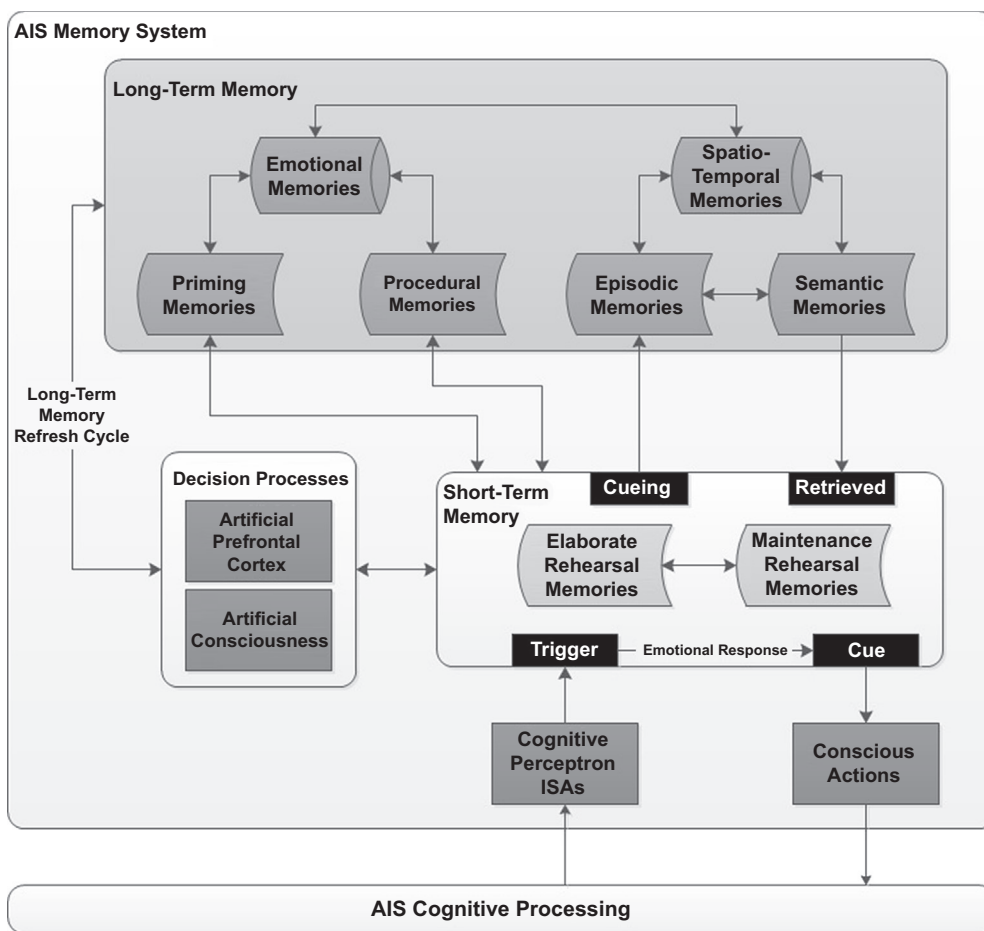 AIS Memory System
Long-Term Memory
Emotional
Memories
Spatio-
Temporal
Memories
Priming
Memories
Procedural
Memories
Episodic
Memories
Semantic
Memories
Long-Term
Memory
Refresh Cycle
Decision Processes
Artificial
Prefrontal
Cortex
Artificial
Consciousness
Short-Term
Memory
Cueing
Retrieved
Elaborate
Rehearsal
Memories
Maintenance
Rehearsal
Memories
Trigger
Emotional Response
Cue
Cognitive
Perceptron
ISAs
Conscious
Actions
AIS Cognitive Processing